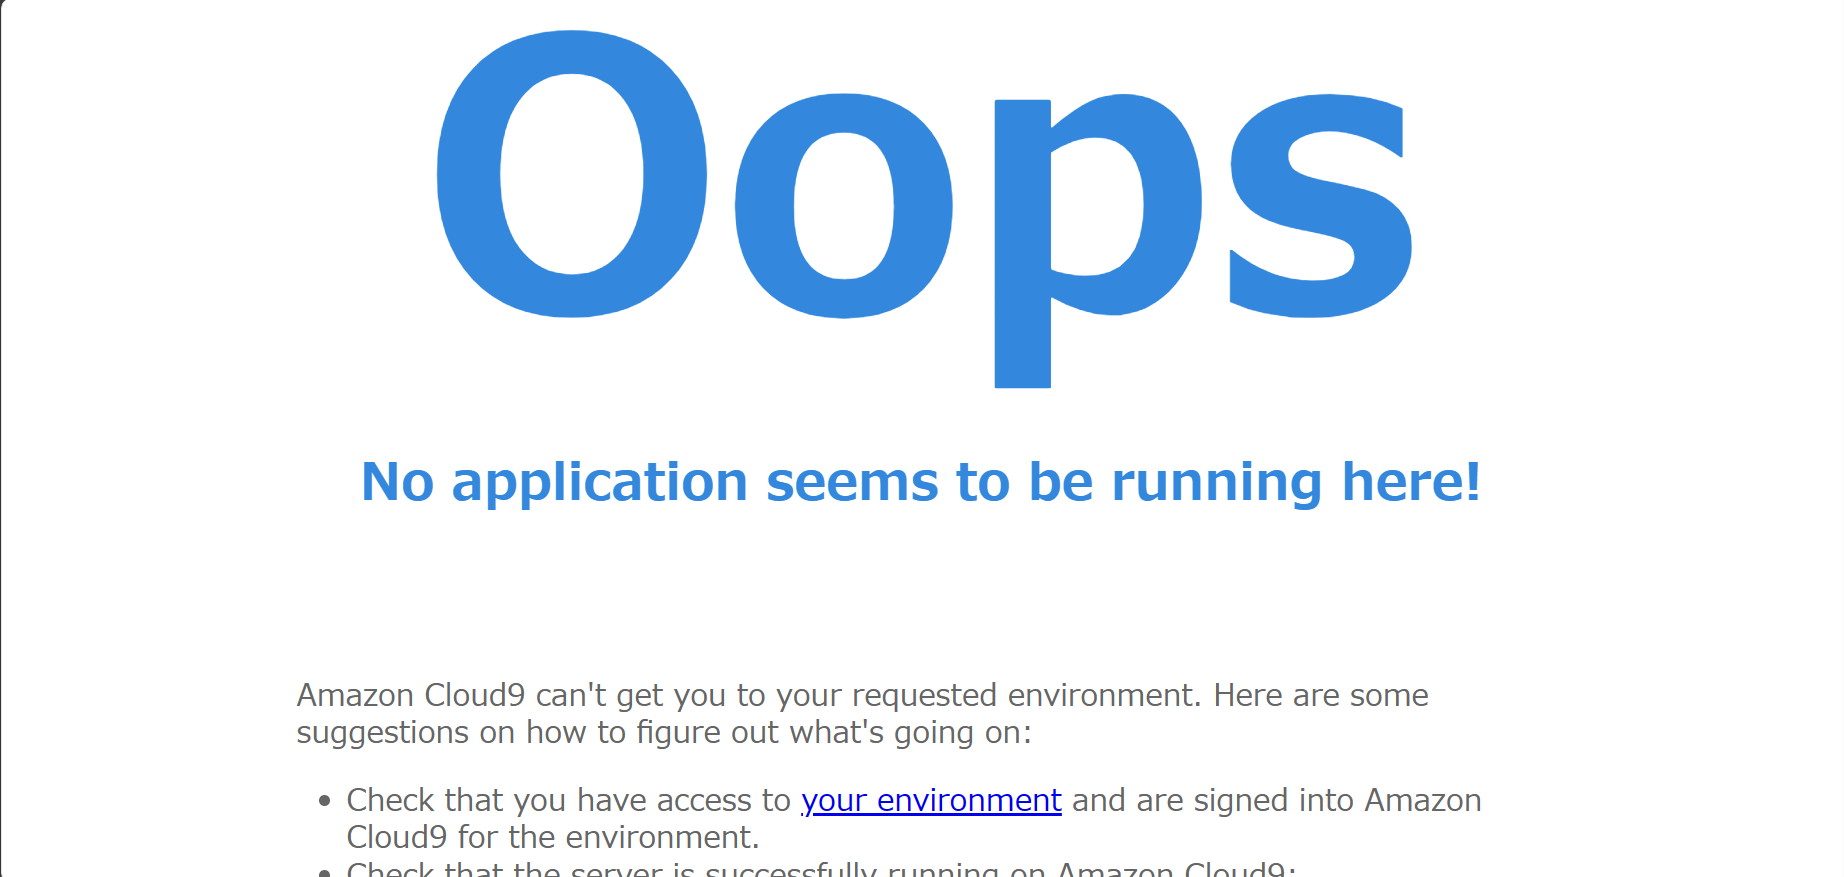 Oops
No application seems to be running here!
Amazon Cloud9 can't get you to your requested environment. Here are some
suggestions on how to figure out what's going on:
• Check that you have access to your environment and are signed into Amazon
Cloud9 for the environment.
• Check that the server is successfully running on Amazon Cloud9: